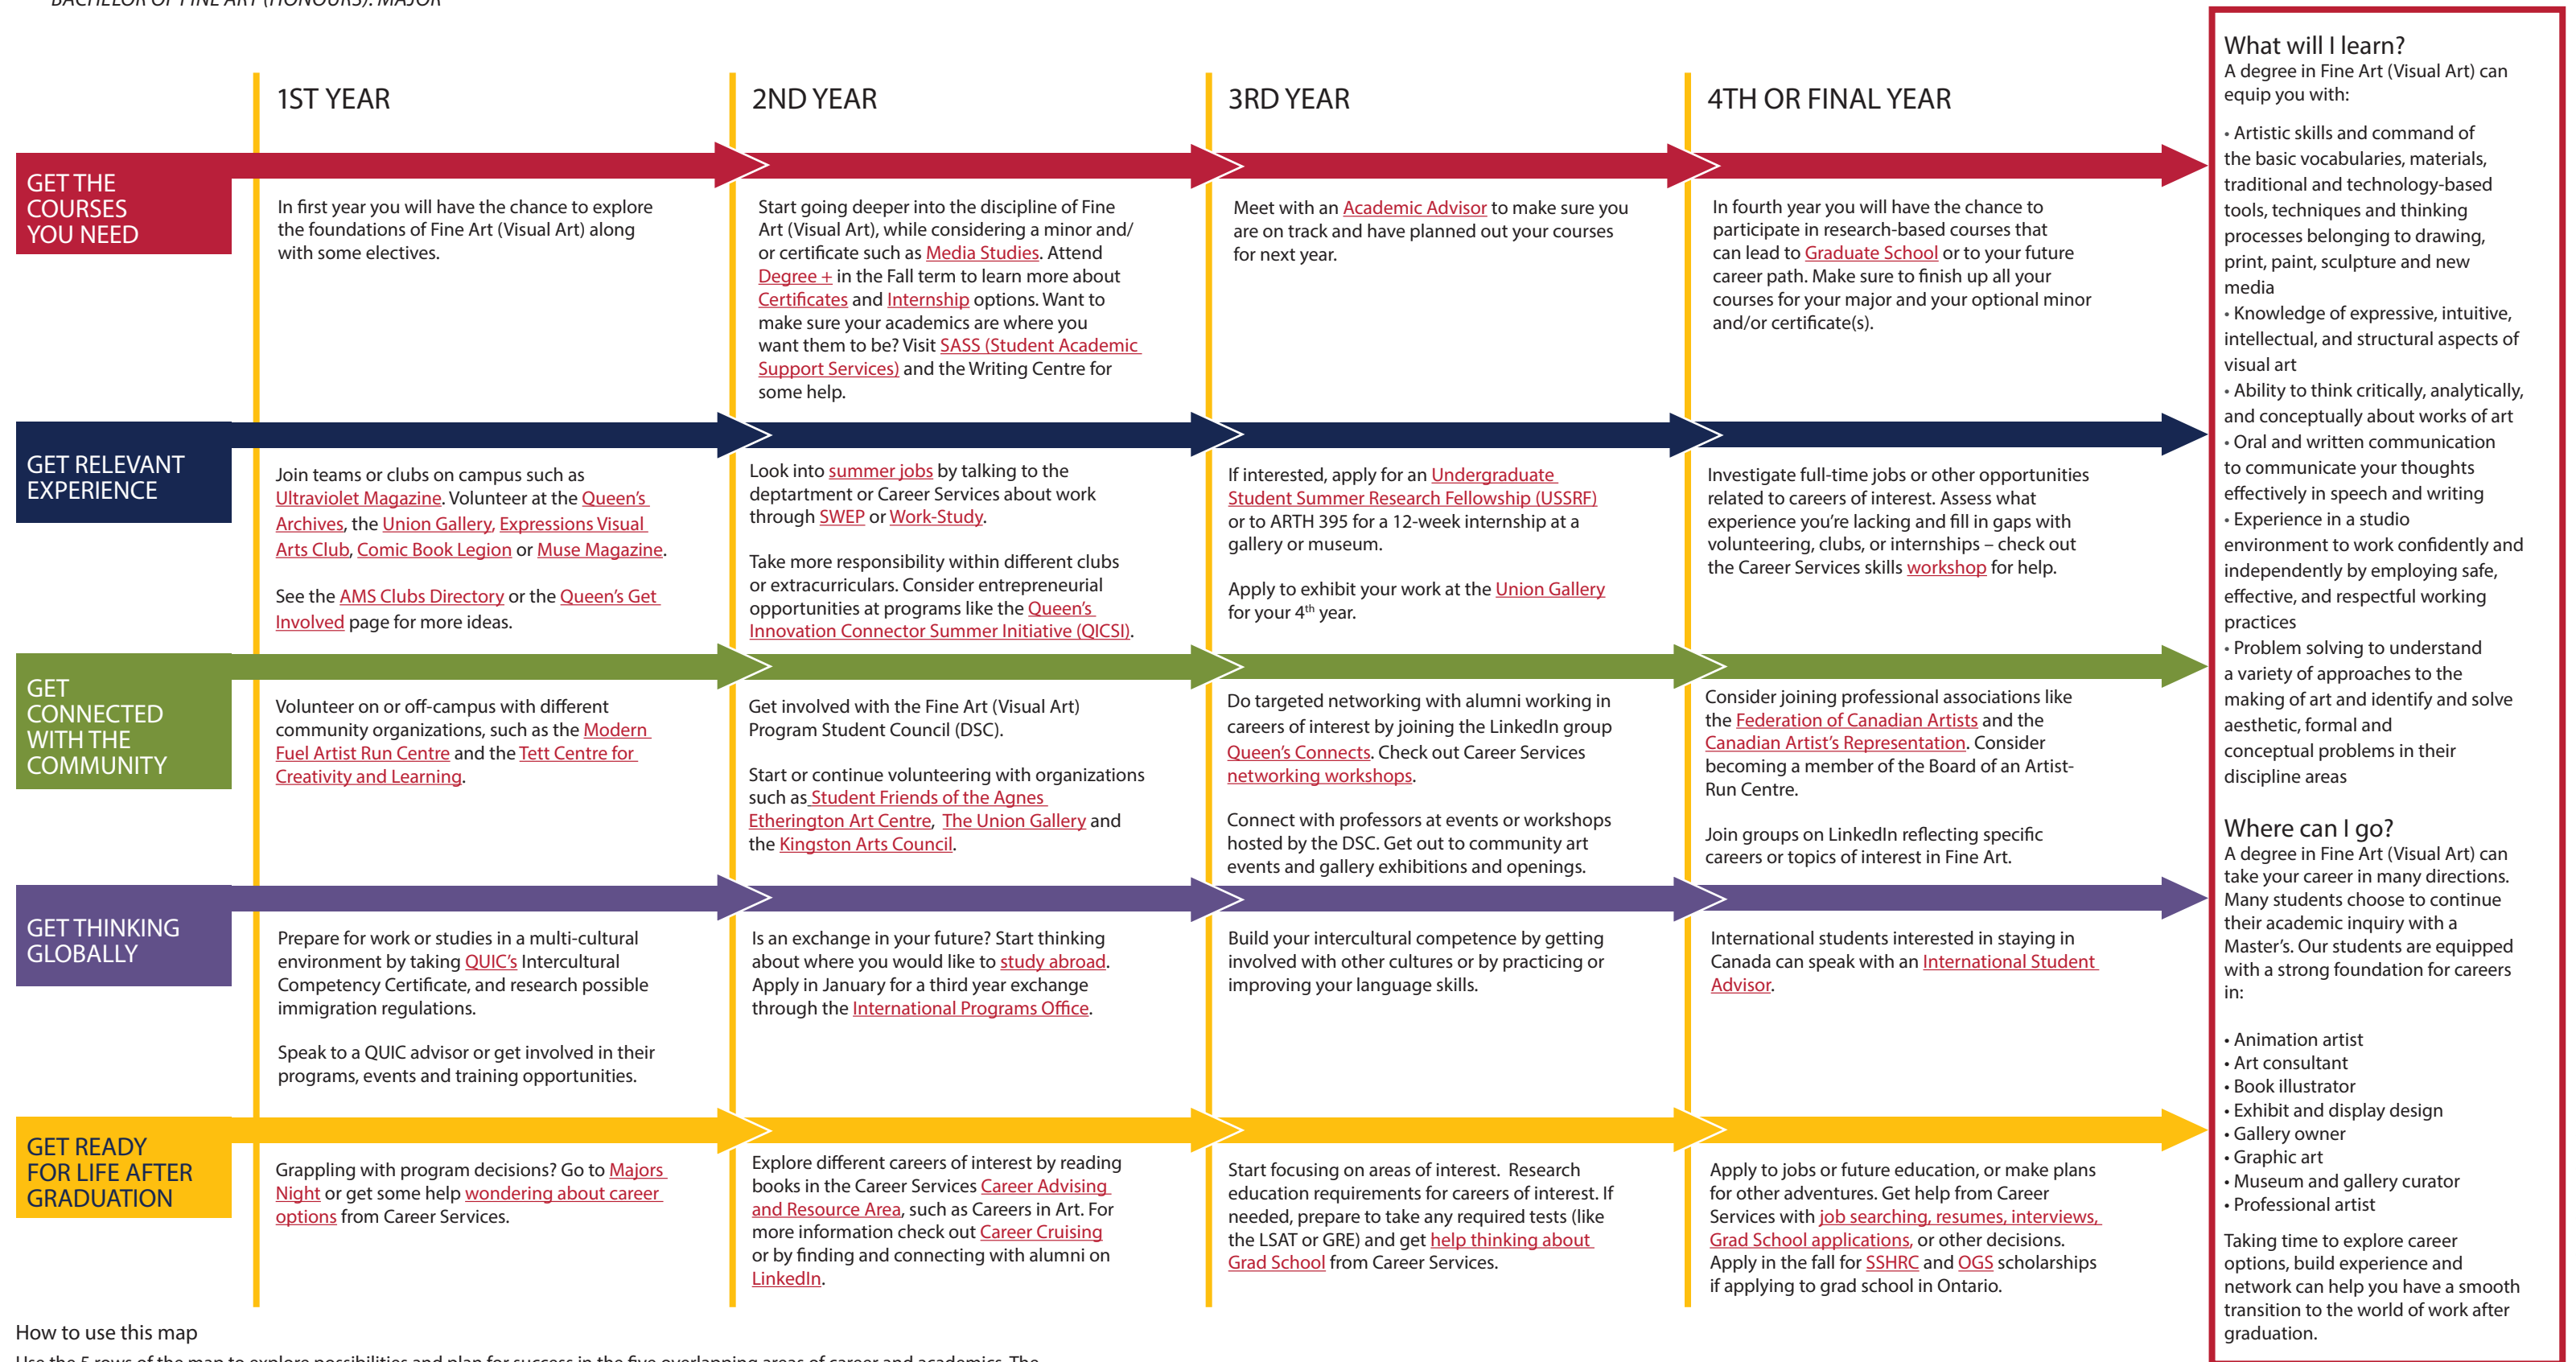 BACHELOR OF FINE ART (HONOURS): MAJOR
1ST YEAR
2ND YEAR
3RD YEAR
4TH OR FINAL YEAR
GET THE
COURSES
YOU NEED
In first year you will have the chance to explore
the foundations of Fine Art (Visual Art) along
with some electives.
Start going deeper into the discipline of Fine
Art (Visual Art), while considering a minor and/
or certificate such as Media Studies. Attend
Degree + in the Fall term to learn more about
Certificates and Internship options. Want to
make sure your academics are where you
want them to be? Visit SASS (Student Academic
Support Services) and the Writing Centre for
some help.
Meet with an Academic Advisor to make sure you
are on track and have planned out your courses
for next year.
In fourth year you will have the chance to
participate in research-based courses that
can lead to Graduate School or to your future
career path. Make sure to finish up all your
courses for your major and your optional minor
and/or certificate(s).
GET RELEVANT
EXPERIENCE
Join teams or clubs on campus such as
Ultraviolet Magazine. Volunteer at the Queen's
Archives, the Union Gallery, Expressions Visual
Arts Club, Comic Book Legion or Muse Magazine.
See the AMS Clubs Directory or the Queen's Get
Involved page for more ideas.
Look into summer jobs by talking to the
deptartment or Career Services about work
through SWEP or Work-Study.
Take more responsibility within different clubs
or extracurriculars. Consider entrepreneurial
opportunities at programs like the Queen's
Innovation Connector Summer Initiative (QICSI).
If interested, apply for an Undergraduate
Student Summer Research Fellowship (USSRF)
or to ARTH 395 for a 12-week internship at a
gallery or museum.
Apply to exhibit your work at the Union Gallery
for your 4th year.
Investigate full-time jobs or other opportunities
related to careers of interest. Assess what
experience you're lacking and fill in gaps with
volunteering, clubs, or internships – check out
the Career Services skills workshop for help.
GET
CONNECTED
WITH THE
COMMUNITY
Volunteer on or off-campus with different
community organizations, such as the Modern
Fuel Artist Run Centre and the Tett Centre for
Creativity and Learning.
Get involved with the Fine Art (Visual Art)
Program Student Council (DSC).
Start or continue volunteering with organizations
such as Student Friends of the Agnes
Etherington Art Centre, The Union Gallery and
the Kingston Arts Council.
Do targeted networking with alumni working in
careers of interest by joining the LinkedIn group
Queen's Connects. Check out Career Services
networking workshops.
Connect with professors at events or workshops
hosted by the DSC. Get out to community art
events and gallery exhibitions and openings.
Consider joining professional associations like
the Federation of Canadian Artists and the
Canadian Artist's Representation. Consider
becoming a member of the Board of an Artist-
Run Centre.
Join groups on LinkedIn reflecting specific
careers or topics of interest in Fine Art.
GET THINKING
GLOBALLY
Prepare for work or studies in a multi-cultural
environment by taking QUIC's Intercultural
Competency Certificate, and research possible
immigration regulations.
Speak to a QUIC advisor or get involved in their
programs, events and training opportunities.
Is an exchange in your future? Start thinking
about where you would like to study abroad.
Apply in January for a third year exchange
through the International Programs Office.
Build your intercultural competence by getting
involved with other cultures or by practicing or
improving your language skills.
International students interested in staying in
Canada can speak with an International Student
Advisor.
GET READY
FOR LIFE AFTER
GRADUATION
Grappling with program decisions? Go to Majors
Night or get some help wondering about career
options from Career Services.
Explore different careers of interest by reading
books in the Career Services Career Advising
and Resource Area, such as Careers in Art. For
more information check out Career Cruising
or by finding and connecting with alumni on
LinkedIn.
Start focusing on areas of interest. Research
education requirements for careers of interest. If
needed, prepare to take any required tests (like
the LSAT or GRE) and get help thinking about
Grad School from Career Services.
Apply to jobs or future education, or make plans
for other adventures. Get help from Career
Services with job searching, resumes, interviews,
Grad School applications, or other decisions.
Apply in the fall for SSHRC and OGS scholarships
if applying to grad school in Ontario.
What will I learn?
A degree in Fine Art (Visual Art) can
equip you with:
• Artistic skills and command of
the basic vocabularies, materials,
traditional and technology-based
tools, techniques and thinking
processes belonging to drawing,
print, paint, sculpture and new
media
• Knowledge of expressive, intuitive,
intellectual, and structural aspects of
visual art
• Ability to think critically, analytically,
and conceptually about works of art
• Oral and written communication
to communicate your thoughts
effectively in speech and writing
• Experience in a studio
environment to work confidently and
independently by employing safe,
effective, and respectful working
practices
• Problem solving to understand
a variety of approaches to the
making of art and identify and solve
aesthetic, formal and
conceptual problems in their
discipline areas
Where can I go?
A degree in Fine Art (Visual Art) can
take your career in many directions.
Many students choose to continue
their academic inquiry with a
Master's. Our students are equipped
with a strong foundation for careers
in:
• Animation artist
• Art consultant
• Book illustrator
• Exhibit and display design
• Gallery owner
• Graphic art
• Museum and gallery curator
• Professional artist
Taking time to explore career
options, build experience and
network can help you have a smooth
transition to the world of work after
graduation.
How to use this map
Use the 5 rows of the map to explore possibilities and plan for success in the five overlapping areas of career and academics. The